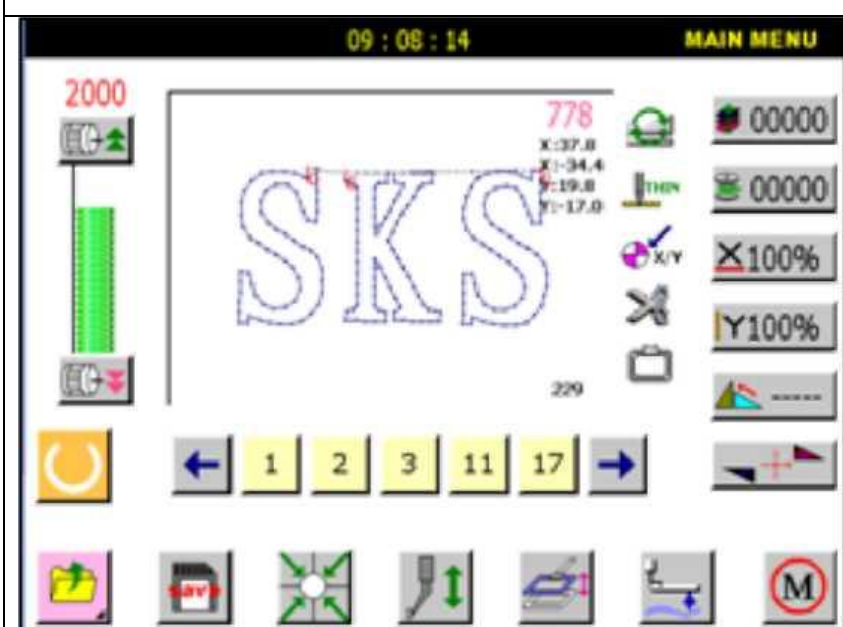 09 : 08 : 14
MAIN MENU
2000
778
X:37.8
X:-34.4
Y:19.8
Y:-17.0
SKS
229
THIN
X/Y
00000
00000
X100%
Y100%
-----
1 2 3 11 17
save
M